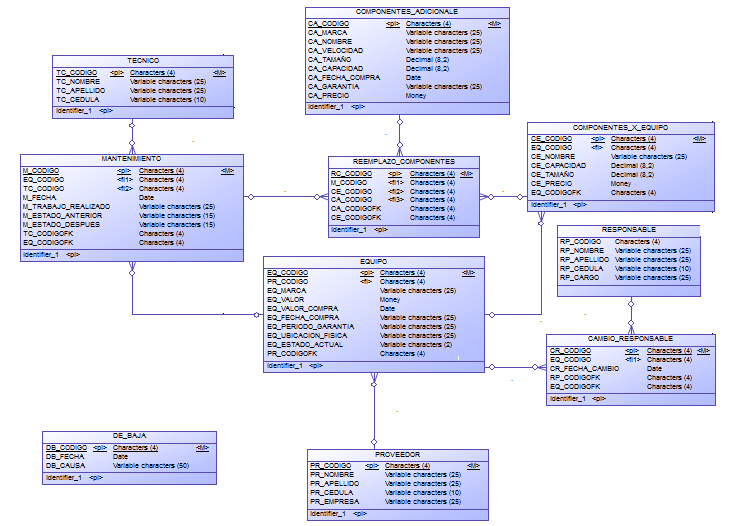 COMPONENTES_ADICIONALE
CA_CODIGO <pi> Characters (4) <M>
CA_MARCA Variable characters (25)
CA_NOMBRE Variable characters (25)
CA_VELOCIDAD Variable characters (25)
CA_TAMAÑO Decimal (8,2)
CA_CAPACIDAD Decimal (8,2)
CA_FECHA_COMPRA Date
CA_GARANTIA Variable characters (25)
CA_PRECIO Money
Identifier_1 <pi>
TECNICO
TC_CODIGO <pi> Characters (4) <M>
TC_NOMBRE Variable characters (25)
TC_APELLIDO Variable characters (25)
TC_CEDULA Variable characters (10)
Identifier_1 <pi>
COMPONENTES_X_EQUIPO
CE_CODIGO <pi> Characters (4) <M>
EQ_CODIGO <fi> Characters (4)
CE_NOMBRE Variable characters (25)
CE_CAPACIDAD Decimal (8,2)
CE_TAMAÑO Decimal (8,2)
CE_PRECIO Money
EQ_CODIGOFK Characters (4)
Identifier_1 <pi>
MANTENIMIENTO
M_CODIGO <pi> Characters (4) <M>
EQ_CODIGO <fi1> Characters (4)
TC_CODIGO <fi2> Characters (4)
M_FECHA Date
M_TRABAJO_REALIZADO Variable characters (25)
M_ESTADO_ANTERIOR Variable characters (15)
M_ESTADO_DESPUES Variable characters (15)
TC_CODIGOFK Characters (4)
EQ_CODIGOFK Characters (4)
Identifier_1 <pi>
REEMPLAZO_COMPONENTES
RC_CODIGO <pi> Characters (4) <M>
M_CODIGO <fi1> Characters (4)
CE_CODIGO <fi2> Characters (4)
CA_CODIGO <fi3> Characters (4)
CA_CODIGOFK Characters (4)
CE_CODIGOFK Characters (4)
Identifier_1 <pi>
RESPONSABLE
RP_CODIGO Characters (4)
RP_NOMBRE Variable characters (25)
RP_APELLIDO Variable characters (25)
RP_CEDULA Variable characters (10)
RP_CARGO Variable characters (25)
EQUIPO
EQ_CODIGO <pi> Characters (4) <M>
PR_CODIGO <fi> Characters (4)
EQ_MARCA Variable characters (25)
EQ_VALOR Money
EQ_VALOR_COMPRA Date
EQ_FECHA_COMPRA Variable characters (25)
EQ_PERIODO_GARANTIA Variable characters (25)
EQ_UBICACION_FISICA Variable characters (25)
EQ_ESTADO_ACTUAL Variable characters (2)
PR_CODIGOFK Characters (4)
Identifier_1 <pi>
CAMBIO_RESPONSABLE
CR_CODIGO <pi> Characters (4) <M>
EQ_CODIGO <fi1> Characters (4)
CR_FECHA_CAMBIO Date
RP_CODIGOFK Characters (4)
EQ_CODIGOFK Characters (4)
Identifier_1 <pi>
DE_BAJA
DB_CODIGO <pi> Characters (4) <M>
DB_FECHA Date
DB_CAUSA Variable characters (50)
Identifier_1 <pi>
PROVEEDOR
PR_CODIGO <pi> Characters (4) <M>
PR_NOMBRE Variable characters (25)
PR_APELLIDO Variable characters (25)
PR_CEDULA Variable characters (10)
PR_EMPRESA Variable characters (25)
Identifier_1 <pi>